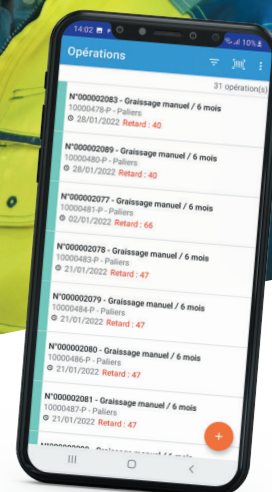 14:02
10%
Opérations
31 opération(s)
N°000002083 - Graissage manuel / 6 mois
10000478-P - Paliers
28/01/2022 Retard : 40
N°000002089 - Graissage manuel / 6 mois
10000480-P - Paliers
28/01/2022 Retard : 40
N°000002077 - Graissage manuel / 6 mois
10000481-P - Paliers
02/01/2022 Retard : 66
N°000002078 - Graissage manuel / 6 mois
10000483-P - Paliers
21/01/2022 Retard : 47
N°000002079 - Graissage manuel / 6 mois
10000484-P - Paliers
21/01/2022 Retard : 47
N°000002080 - Graissage manuel / 6 mois
10000486-P - Paliers
21/01/2022 Retard : 47
N°000002081 - Graissage manuel / 6 mois
10000487-P - Paliers
21/01/2022 Retard : 47
+